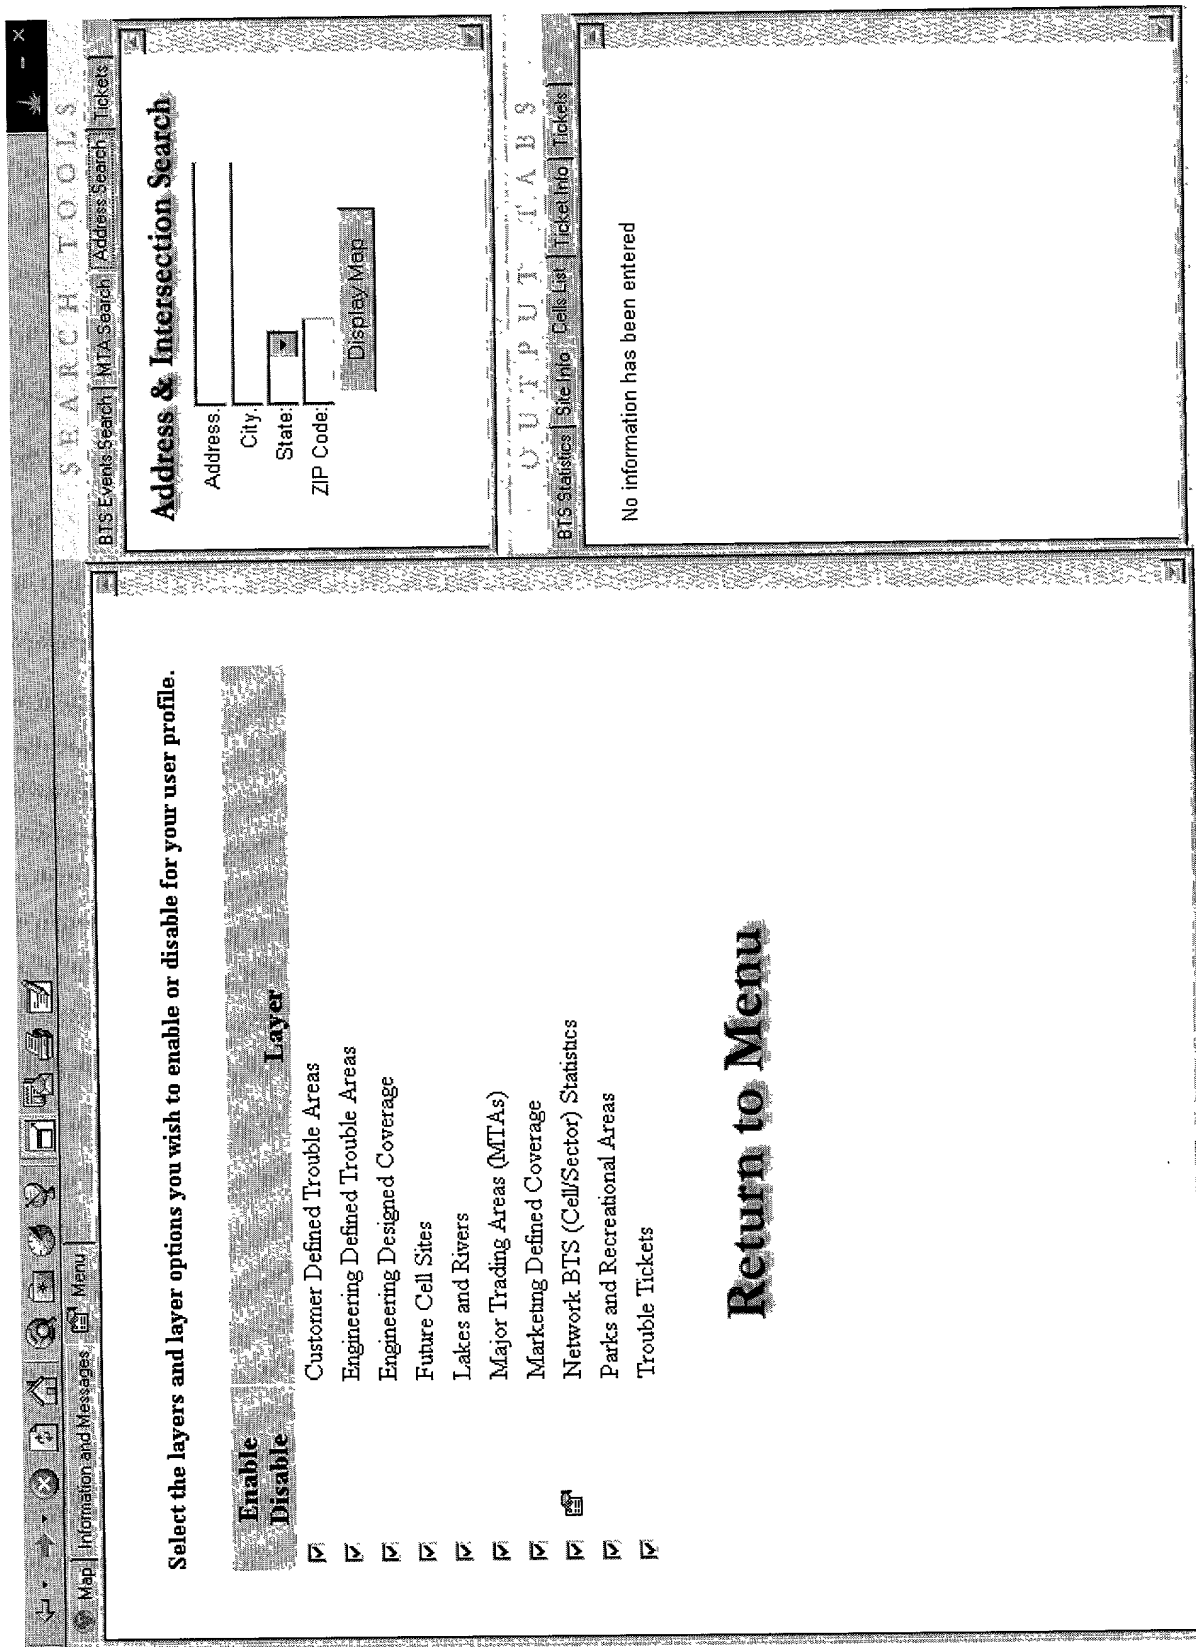 Map Information and Messages Menu
Select the layers and layer options you wish to enable or disable for your user profile.
Enable
Disable Layer
Customer Defined Trouble Areas
Engineering Defined Trouble Areas
Engineering Designed Coverage
Future Cell Sites
Lakes and Rivers
Major Trading Areas (MTAs)
Marketing Defined Coverage
Network BTS (Cell/Sector) Statistics
Parks and Recreational Areas
Trouble Tickets
Return to Menu
SEARCH TOOLS
BTS Events Search MTA Search Address Search Tickets
Address & Intersection Search
Address:
City:
State:
ZIP Code:
Display Map
OUTPUT TABS
BTS Statistics Site Info Cells List Ticket Info Tickets
No information has been entered